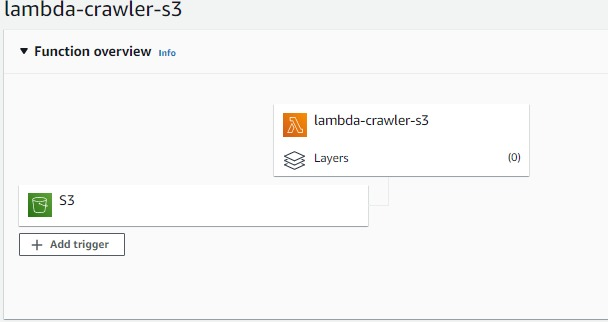 lambda-crawler-s3
▼ Function overview Info
lambda-crawler-s3
Layers (0)
S3
+ Add trigger